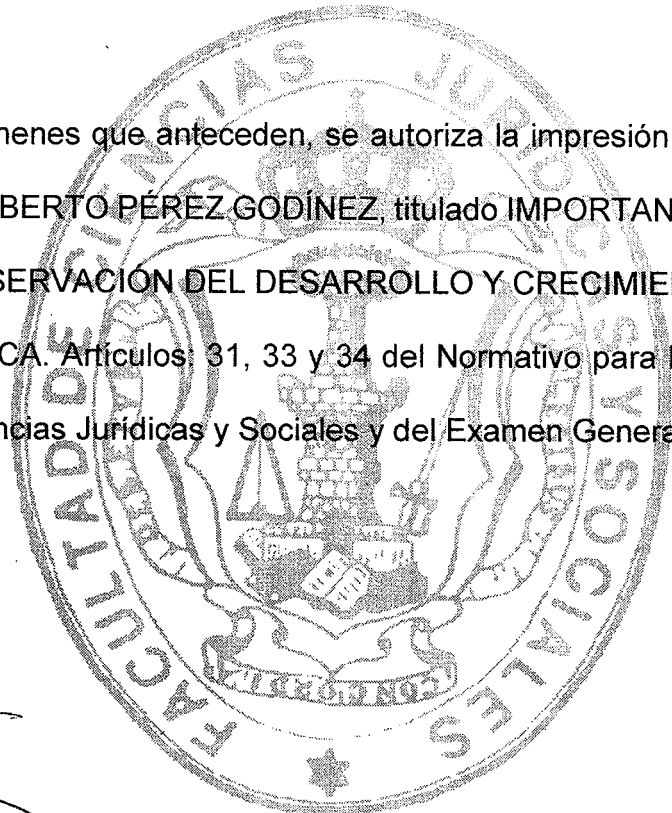 menes que anteceden, se autoriza la impresión
BERTO PÉREZ GODÍNEZ, titulado IMPORTAN
SERVACIÓN DEL DESARROLLO Y CRECIMIE
CA. Artículos: 31, 33 y 34 del Normativo para
ncias Jurídicas y Sociales y del Examen Genera
FACULTAD DE CIENCIAS JURIDICAS Y SOCIALES